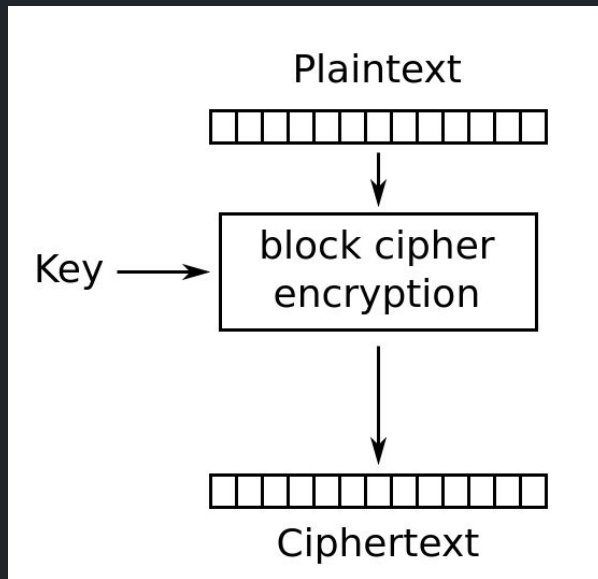 Plaintext
Key
block cipher
encryption
Ciphertext